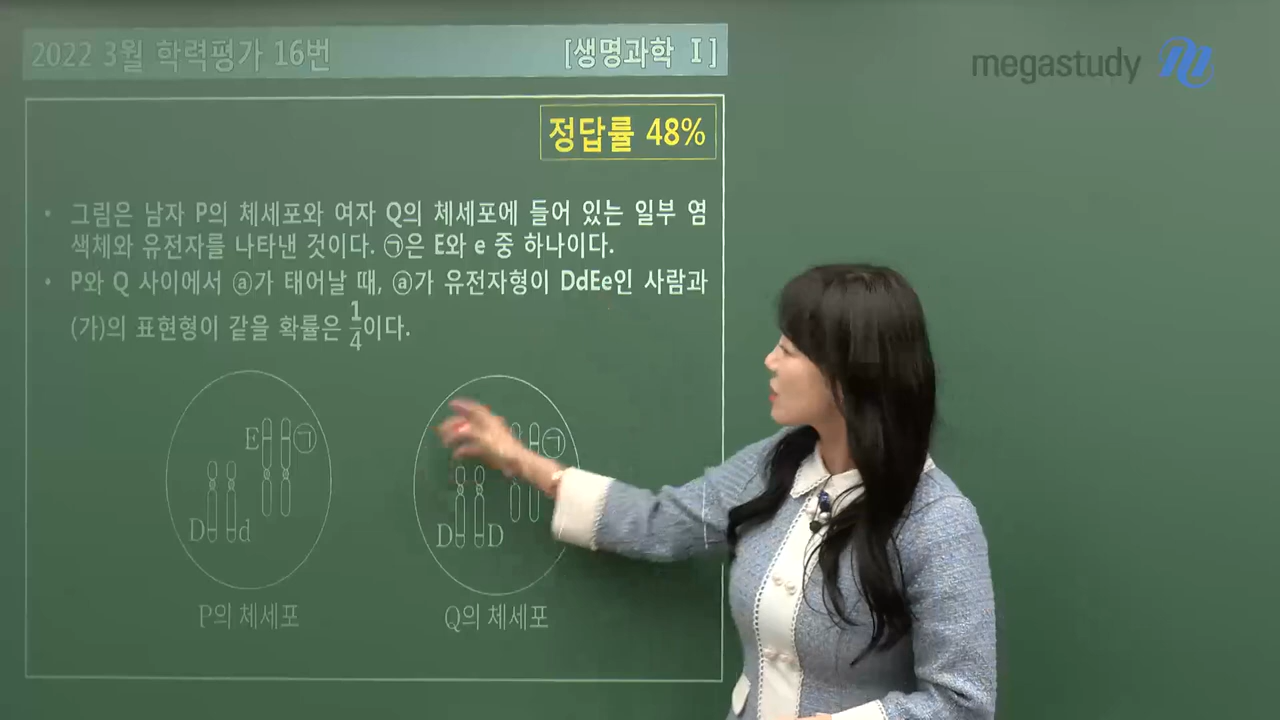 2022 3월 학력평가 16번
[생명과학 I]
megastudy
정답률 48%
• 그림은 남자 P의 체세포와 여자 Q의 체세포에 들어 있는 일부 염
색체와 유전자를 나타낸 것이다. ㉠은 E와 e 중 하나이다.
• P와 Q 사이에서 ⓐ가 태어날 때, ⓐ가 유전자형이 DdEe인 사람과
(가)의 표현형이 같을 확률은 1/4이다.
E ㉠
㉠
D d
D D
P의 체세포
Q의 체세포